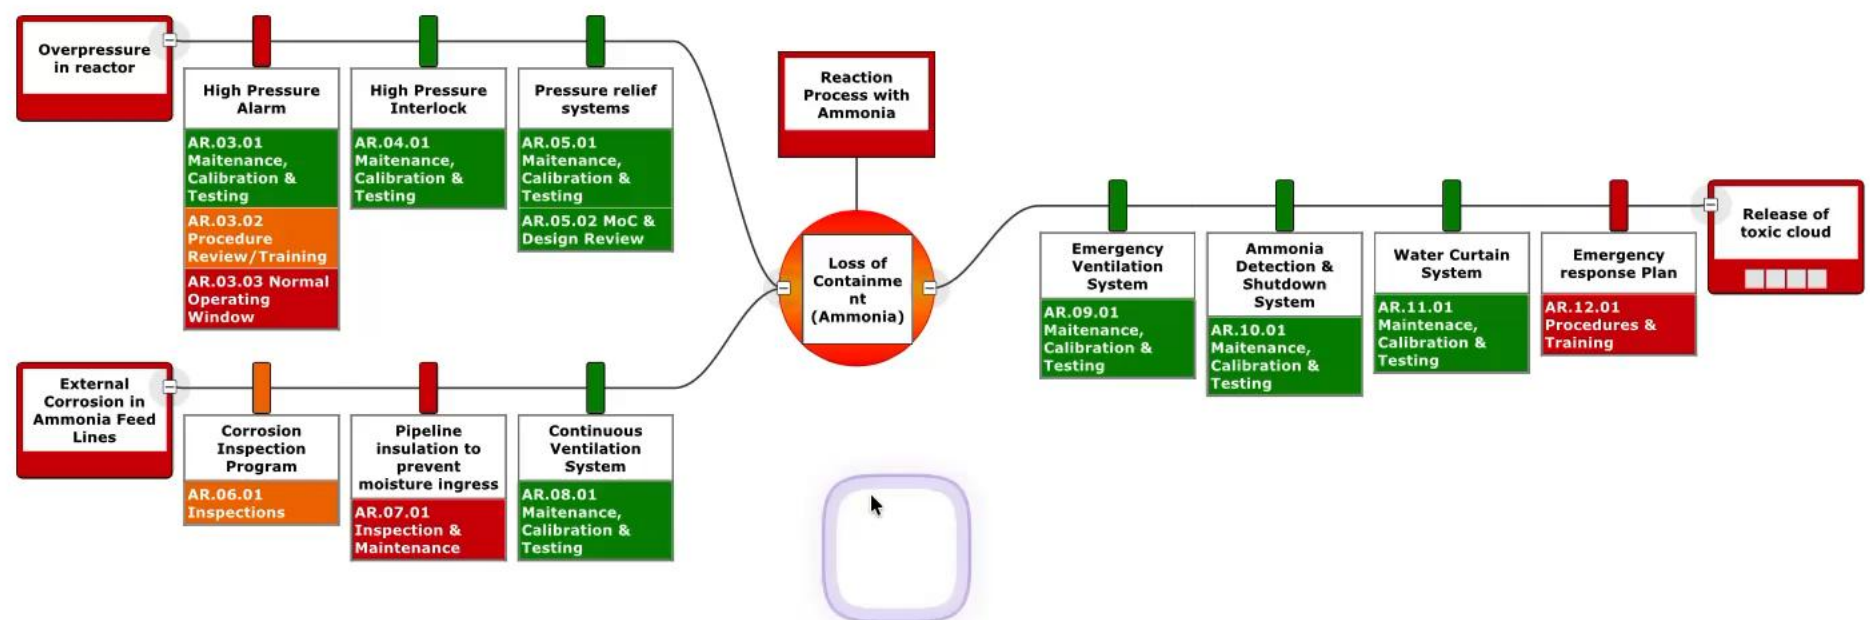 Overpressure
in reactor
High Pressure
Alarm
AR.03.01
Maitenance,
Calibration &
Testing
AR.03.02
Procedure
Review/Training
AR.03.03 Normal
Operating
Window
High Pressure
Interlock
AR.04.01
Maitenance,
Calibration &
Testing
Pressure relief
systems
AR.05.01
Maitenance,
Calibration &
Testing
AR.05.02 MoC &
Design Review
External
Corrosion in
Ammonia Feed
Lines
Corrosion
Inspection
Program
AR.06.01
Inspections
Pipeline
insulation to
prevent
moisture ingress
AR.07.01
Inspection &
Maintenance
Continuous
Ventilation
System
AR.08.01
Maitenance,
Calibration &
Testing
Reaction
Process with
Ammonia
Loss of
Containme
nt
(Ammonia)
Emergency
Ventilation
System
AR.09.01
Maitenance,
Calibration &
Testing
Ammonia
Detection &
Shutdown
System
AR.10.01
Maitenance,
Calibration &
Testing
Water Curtain
System
AR.11.01
Maintenace,
Calibration &
Testing
Emergency
response Plan
AR.12.01
Procedures &
Training
Release of
toxic cloud